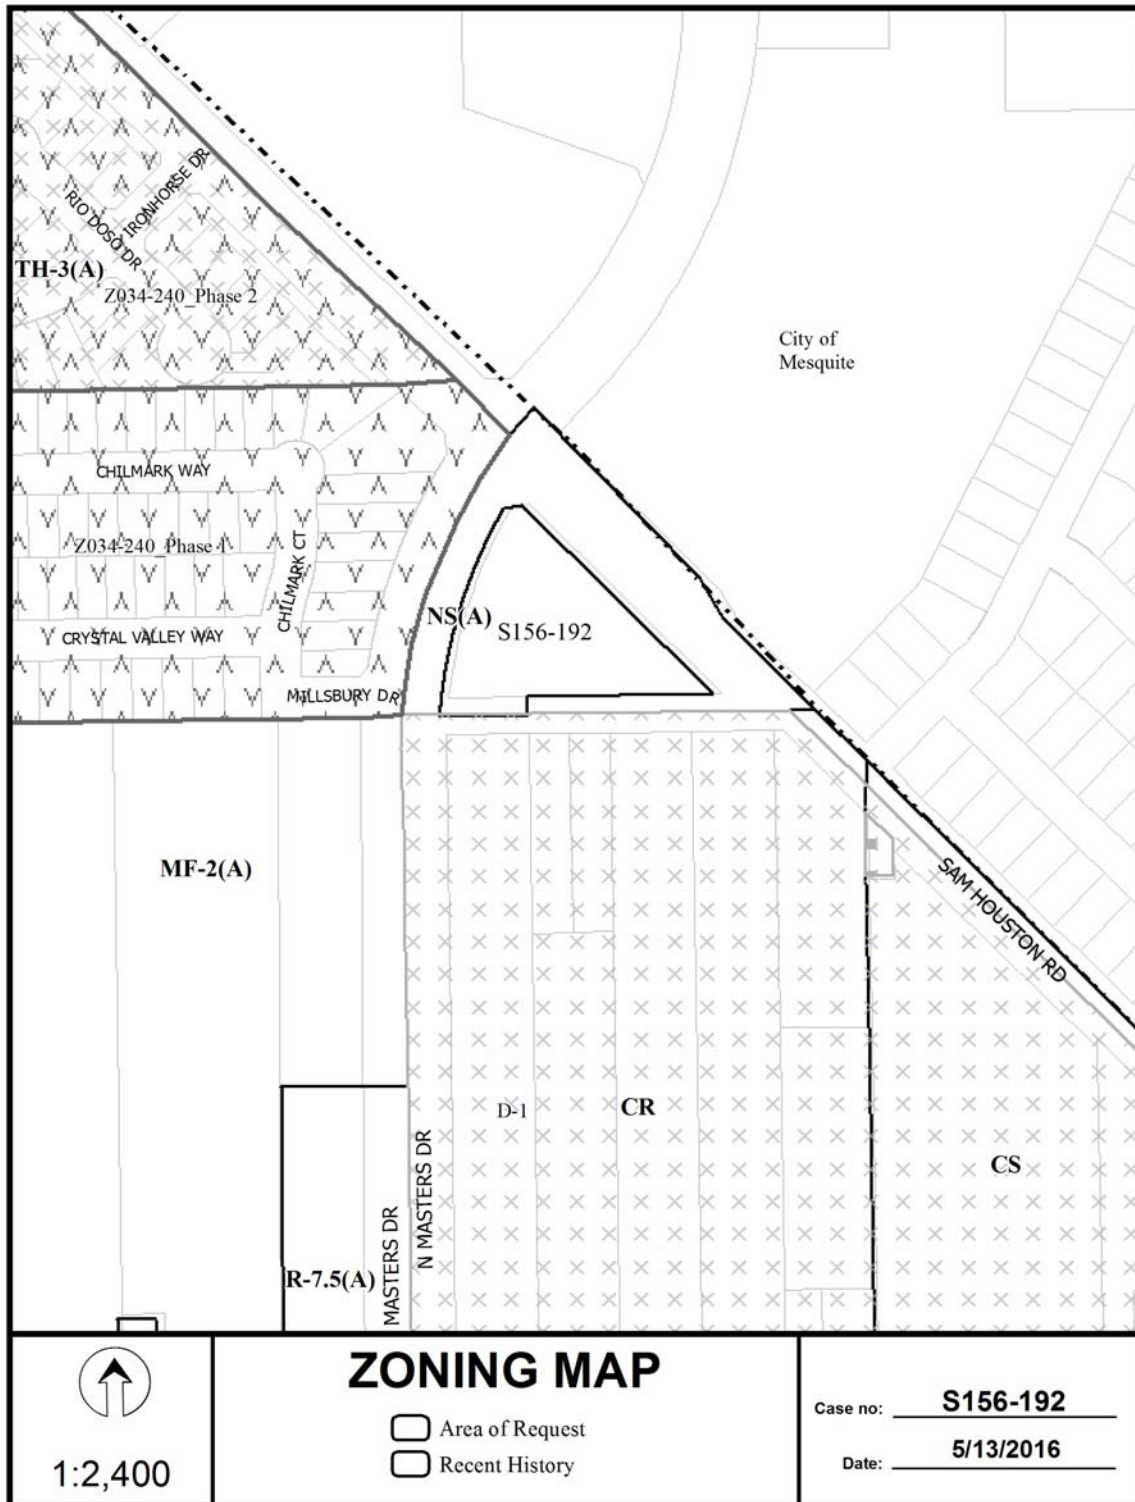 IRONHORSE DR
RIO DOSO DR
TH-3(A)
Z034-240_Phase 2
City of
Mesquite
CHILMARK WAY
Z034-240_Phase 1
CHILMARK CT
NS(A)
S156-192
CRYSTAL VALLEY WAY
MILLSBURY DR
MF-2(A)
SAM HOUSTON RD
D-1
CR
CS
N MASTERS DR
MASTERS DR
R-7.5(A)
1:2,400
ZONING MAP
Area of Request
Recent History
Case no: S156-192
Date: 5/13/2016